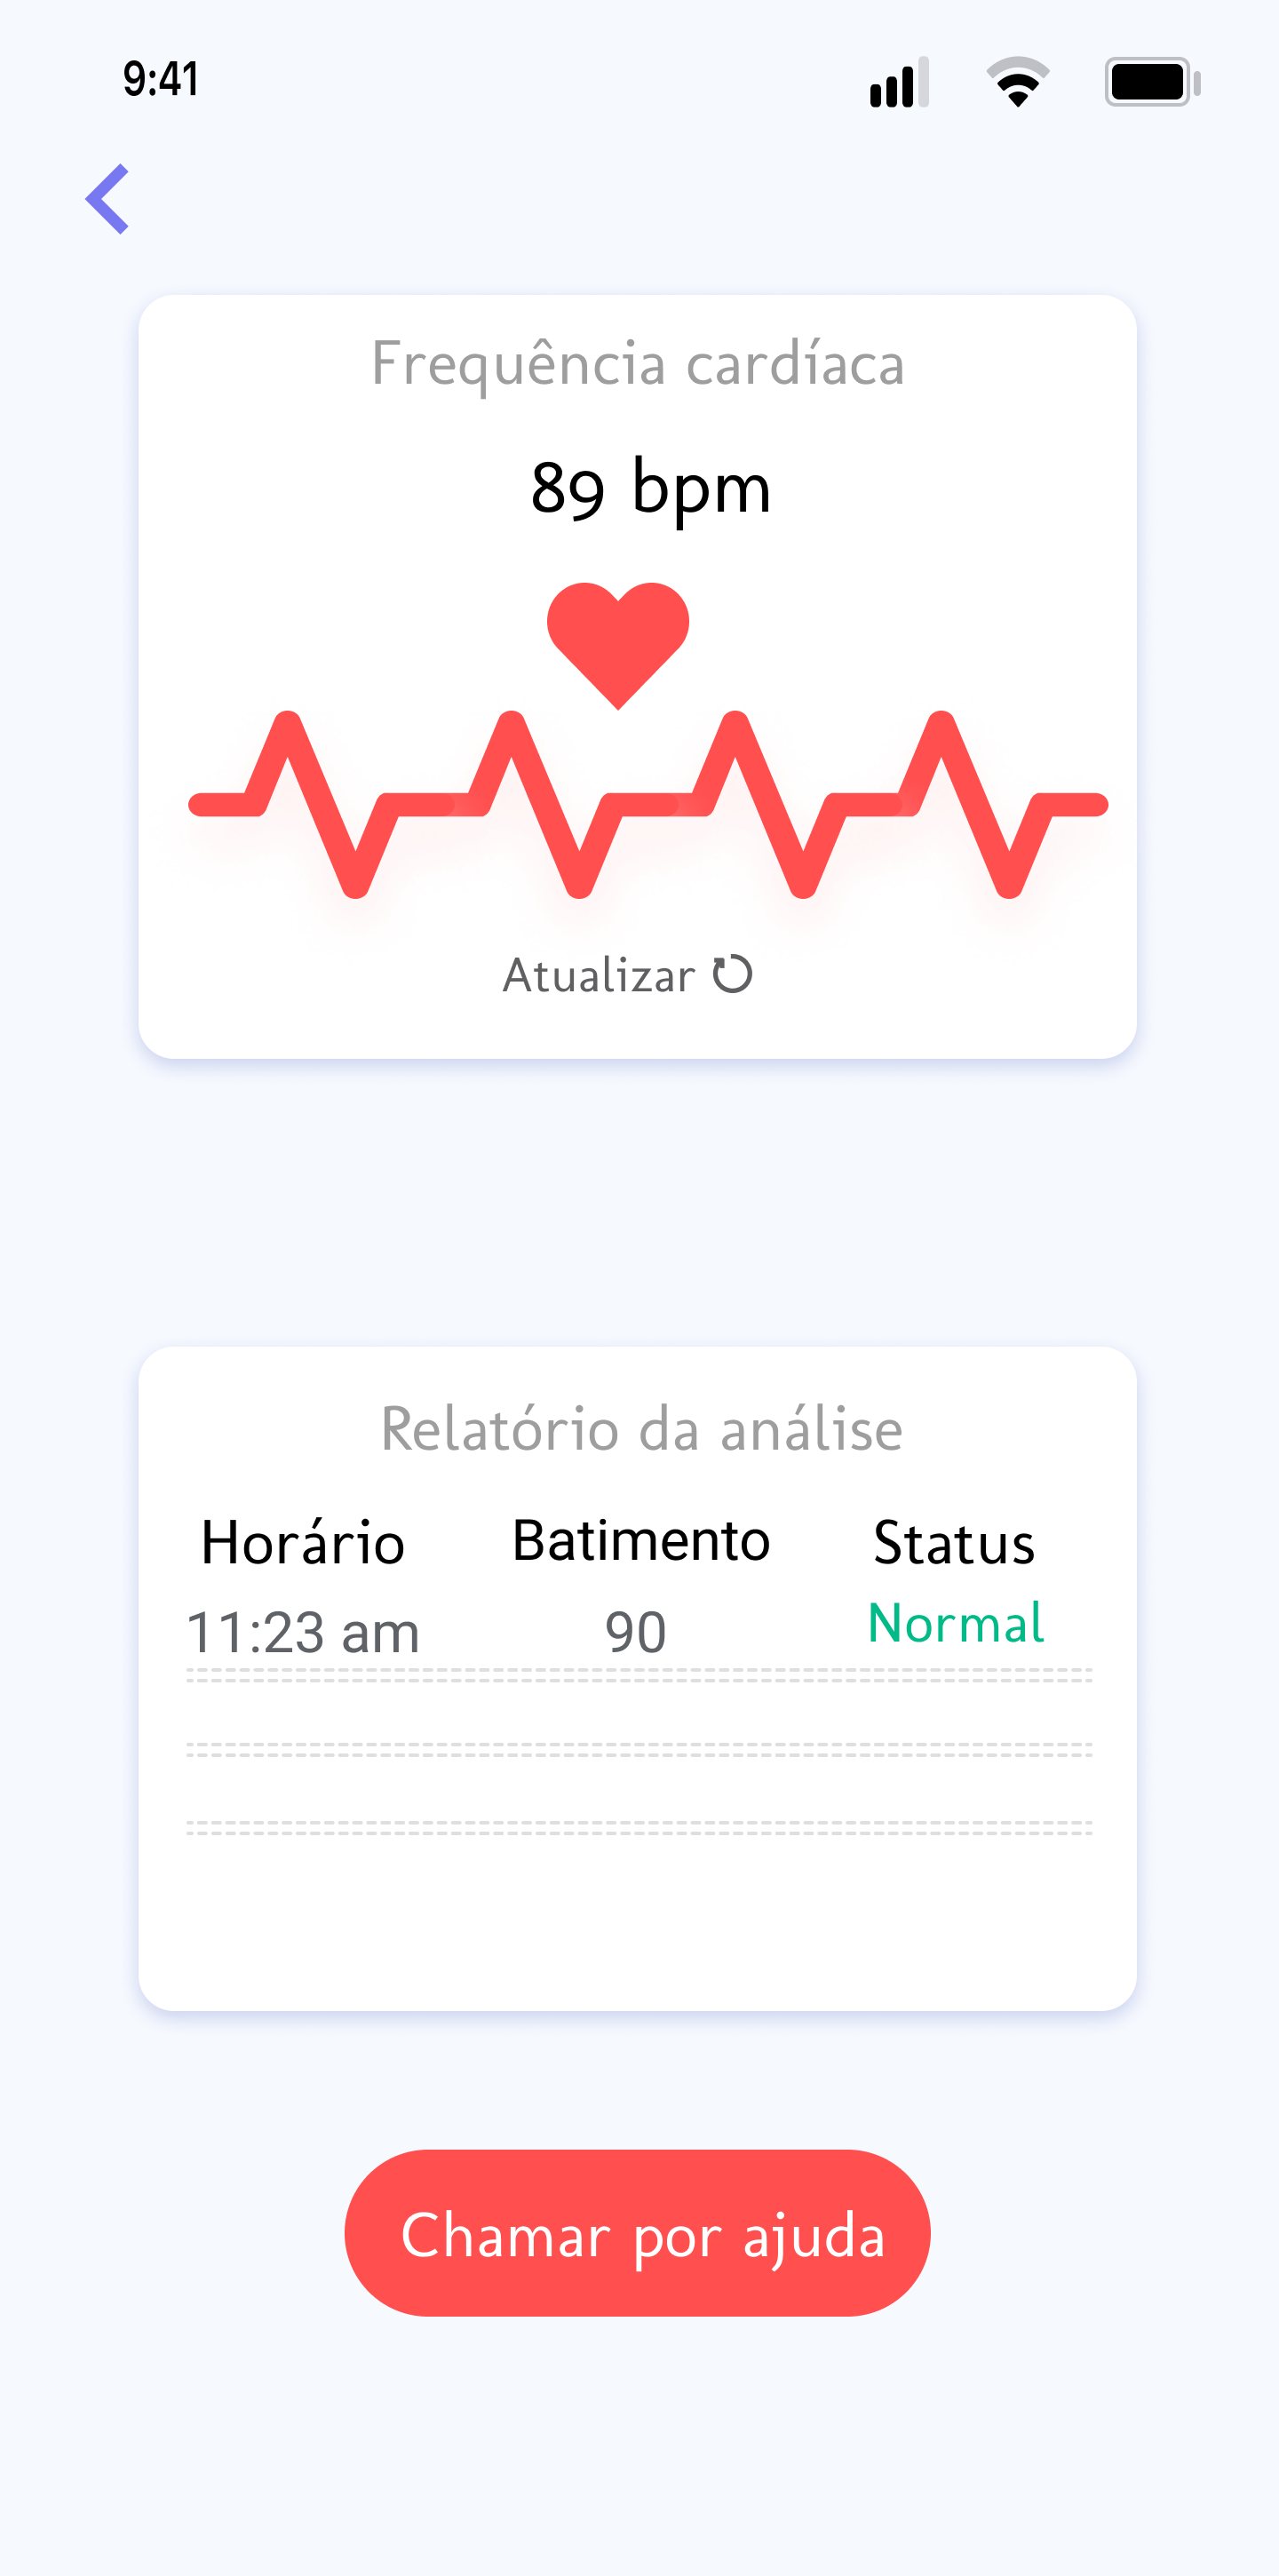 9:41
Frequência cardíaca
89 bpm
Atualizar
Relatório da análise
Horário Batimento Status
11:23 am 90 Normal
Chamar por ajuda